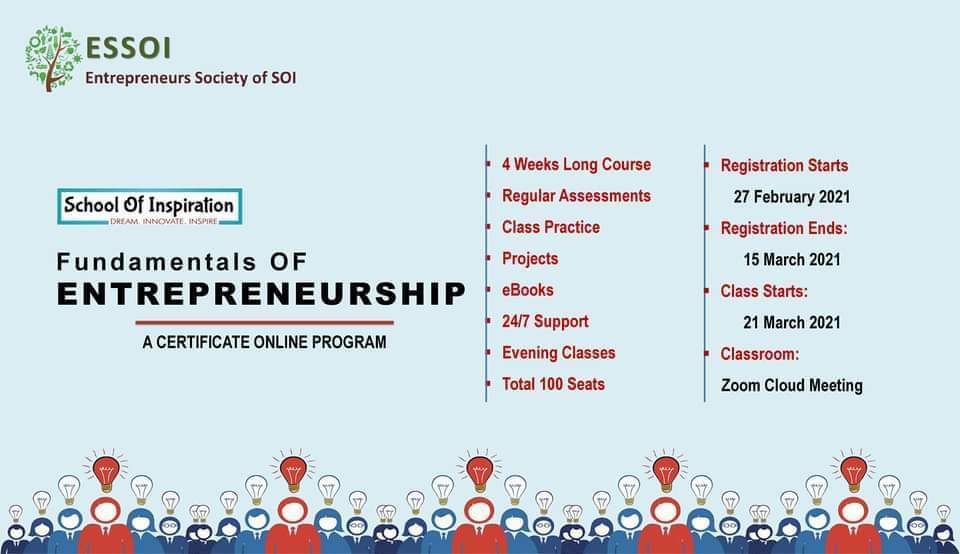 ESSOI
Entrepreneurs Society of SOI
School Of Inspiration
DREAM. INNOVATE. INSPIRE
Fundamentals OF
ENTREPRENEURSHIP
A CERTIFICATE ONLINE PROGRAM
4 Weeks Long Course
Regular Assessments
Class Practice
Projects
eBooks
24/7 Support
Evening Classes
Total 100 Seats
Registration Starts
27 February 2021
Registration Ends:
15 March 2021
Class Starts:
21 March 2021
Classroom:
Zoom Cloud Meeting